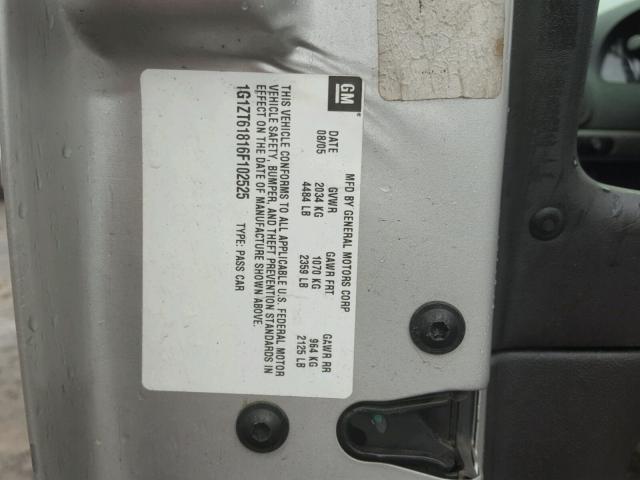 GM
MFD BY GENERAL MOTORS CORP
DATE GVWR GAWR FRT GAWR RR
08/05 2034 KG 1070 KG 964 KG
4484 LB 2359 LB 2125 LB
THIS VEHICLE CONFORMS TO ALL APPLICABLE U.S. FEDERAL MOTOR
VEHICLE SAFETY, BUMPER, AND THEFT PREVENTION STANDARDS IN
EFFECT ON THE DATE OF MANUFACTURE SHOWN ABOVE.
1G1ZT61816F102525 TYPE: PASS CAR